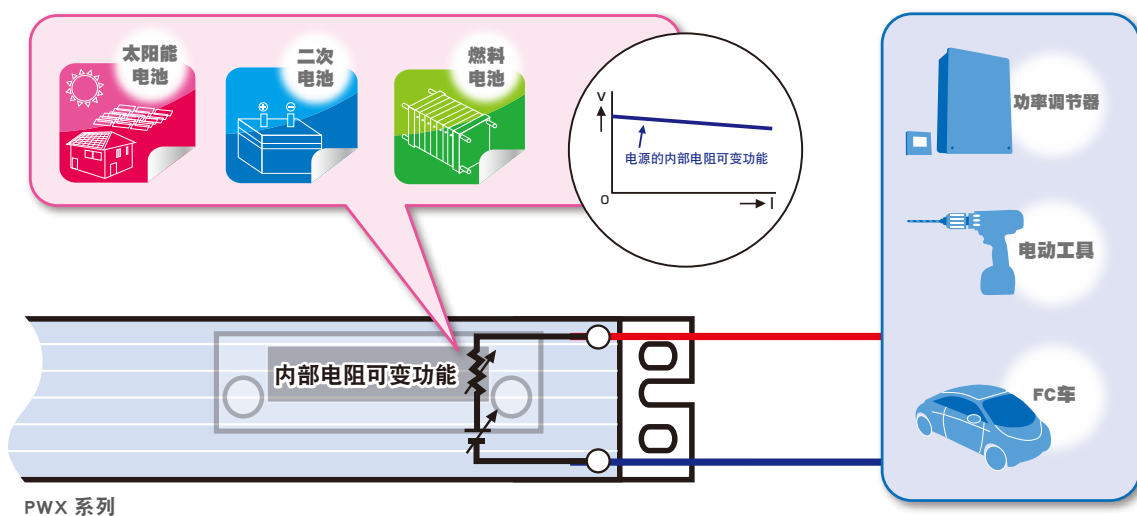 太阳能
电池
二次
电池
燃料
电池
V
电源的内部电阻可变功能
O
I
功率调节器
电动工具
FC车
内部电阻可变功能
PWX 系列